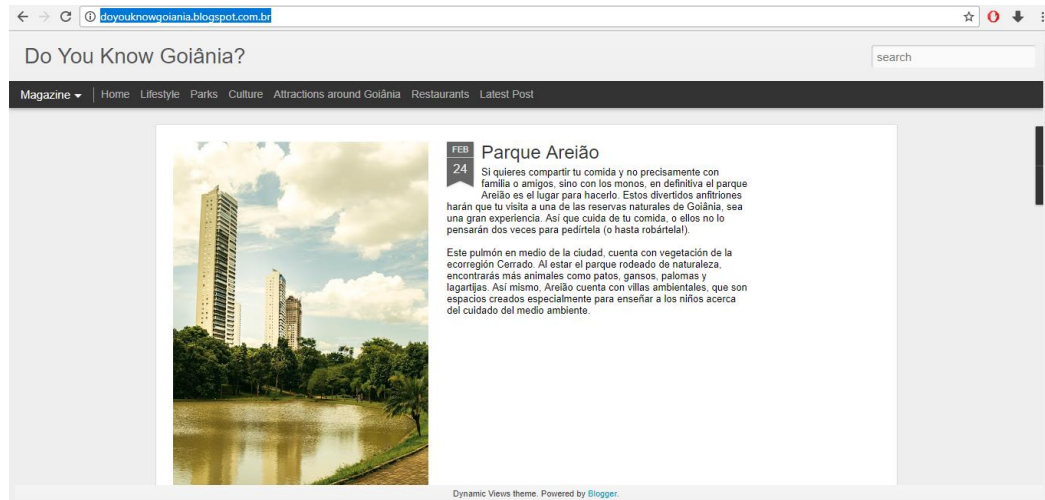 doyouknowgoiania.blogspot.com.br
Do You Know Goiânia?
search
Magazine Home Lifestyle Parks Culture Attractions around Goiânia Restaurants Latest Post
FEB
24
Parque Areião
Si quieres compartir tu comida y no precisamente con
familia o amigos, sino con los monos, en definitiva el parque
Areião es el lugar para hacerlo. Estos divertidos anfitriones
harán que tu visita a una de las reservas naturales de Goiânia, sea
una gran experiencia. Así que cuida de tu comida, o ellos no lo
pensarán dos veces para pedírtela (o hasta robártela!).
Este pulmón en medio de la ciudad, cuenta con vegetación de la
ecorregión Cerrado. Al estar el parque rodeado de naturaleza,
encontrarás más animales como patos, gansos, palomas y
lagartijas. Así mismo, Areião cuenta con villas ambientales, que son
espacios creados especialmente para enseñar a los niños acerca
del cuidado del medio ambiente.
Dynamic Views theme. Powered by Blogger.